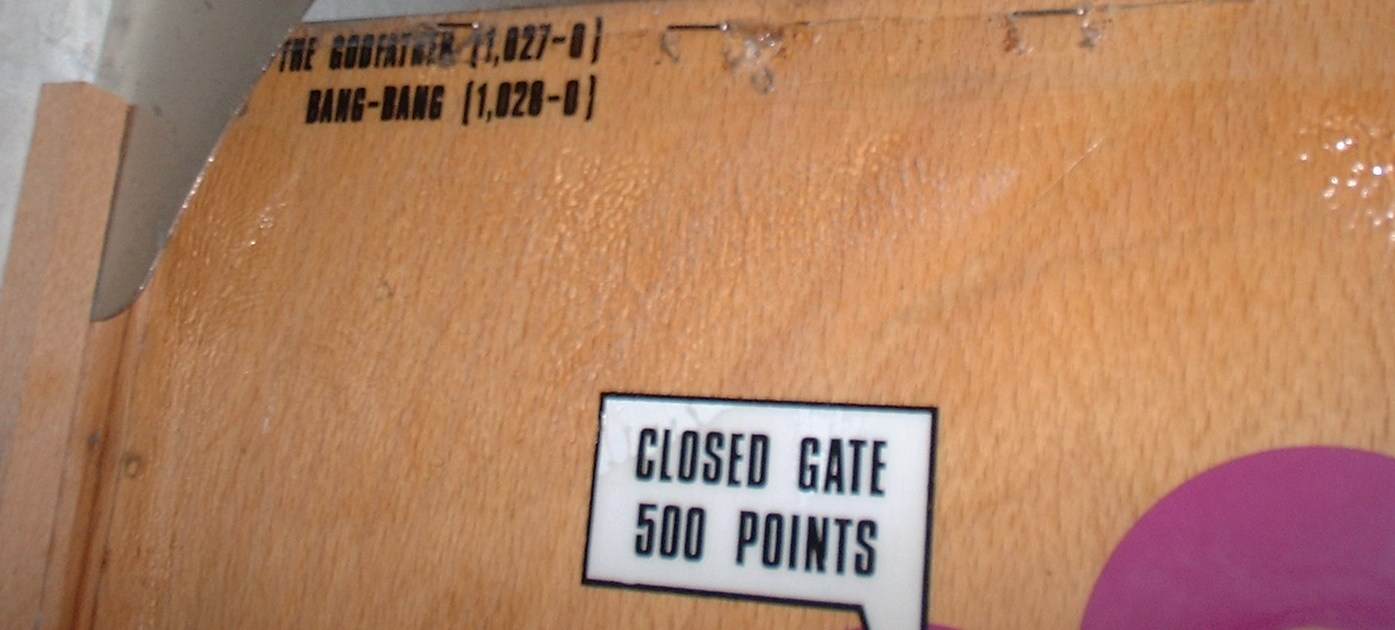 THE GODFATHER (1,027-0)
BANG-BANG (1,028-0)
CLOSED GATE
500 POINTS